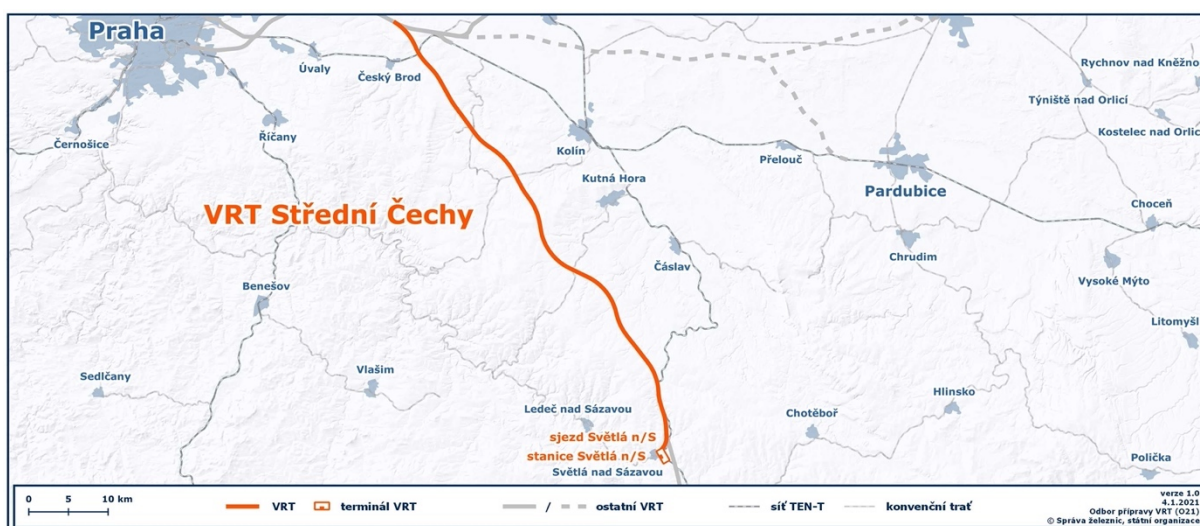 Praha
Úvaly
Český Brod
Rychnov nad Kněžno
Týniště nad Orlicí
Kostelec nad Orlic
Černošice
Říčany
Kolín
Přelouč
Kutná Hora
Pardubice
VRT Střední Čechy
Choceň
Čáslav
Chrudim
Vysoké Mýto
Benešov
Litomyšl
Sedlčany
Vlašim
Hlinsko
Ledeč nad Sázavou
Chotěboř
sjezd Světlá n/S
stanice Světlá n/S
Světlá nad Sázavou
Polička
0 5 10 km
VRT
terminál VRT
/
ostatní VRT
síť TEN-T
konvenční trať
verze 1.0
4.1.2021
Odbor přípravy VRT (O21)
© Správa železnic, státní organizace